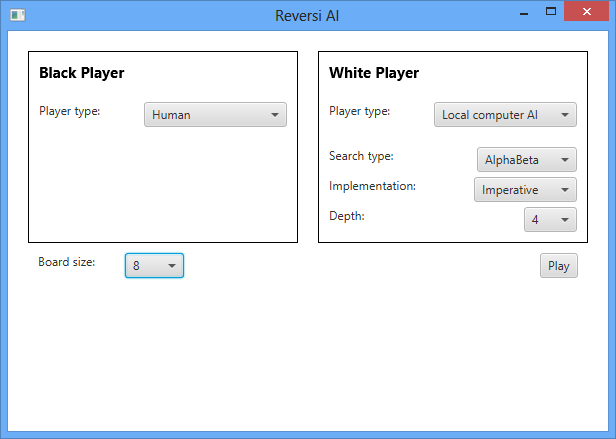 Reversi AI
Black Player
Player type: Human
White Player
Player type: Local computer AI
Search type: AlphaBeta
Implementation: Imperative
Depth: 4
Board size: 8
Play